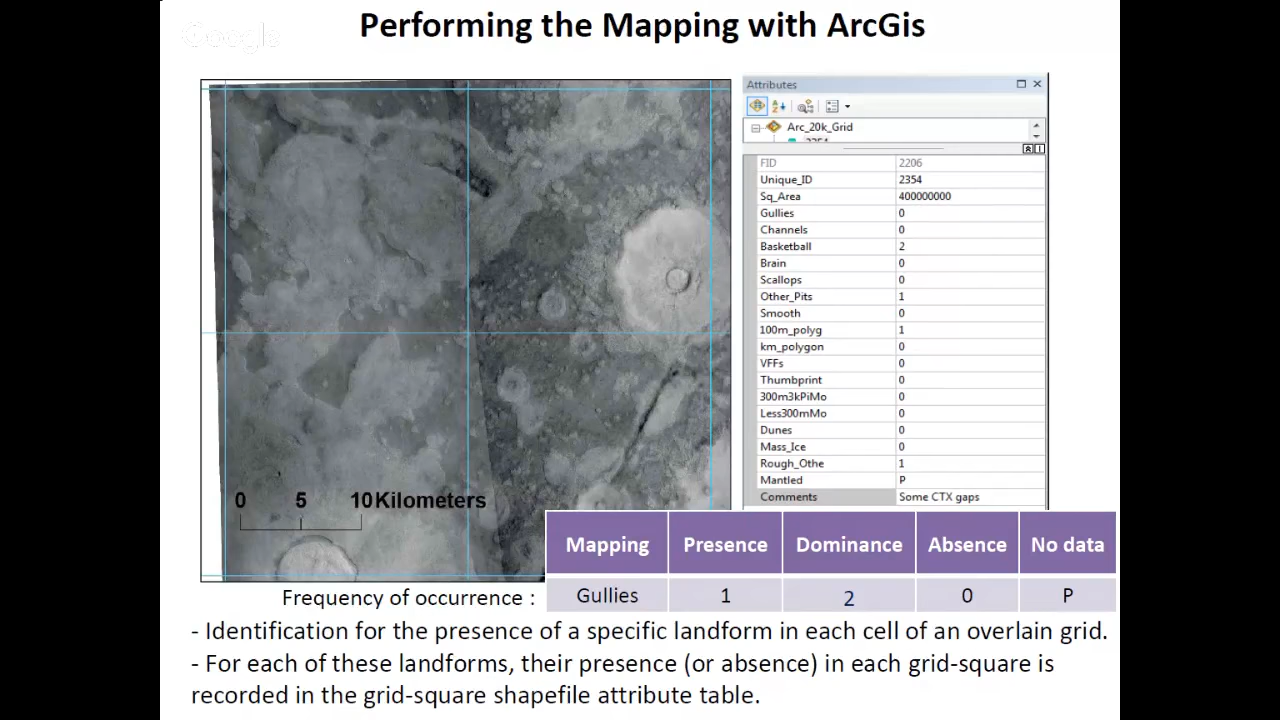 Performing the Mapping with ArcGis
Google
Attributes
Arc_20k_Grid
2354
FID 2206
Unique_ID 2354
Sq_Area 400000000
Gullies 0
Channels 0
Basketball 2
Brain 0
Scallops 0
Other_Pits 1
Smooth 0
100m_polyg 1
km_polygon 0
VFFs 0
Thumbprint 0
300m3kPiMo 0
Less300mMo 0
Dunes 0
Mass_Ice 0
Rough_Othe 1
Mantled P
Comments Some CTX gaps
0 5 10 Kilometers
Mapping Presence Dominance Absence No data
Frequency of occurrence : Gullies 1 2 0 P
- Identification for the presence of a specific landform in each cell of an overlain grid.
- For each of these landforms, their presence (or absence) in each grid-square is
recorded in the grid-square shapefile attribute table.